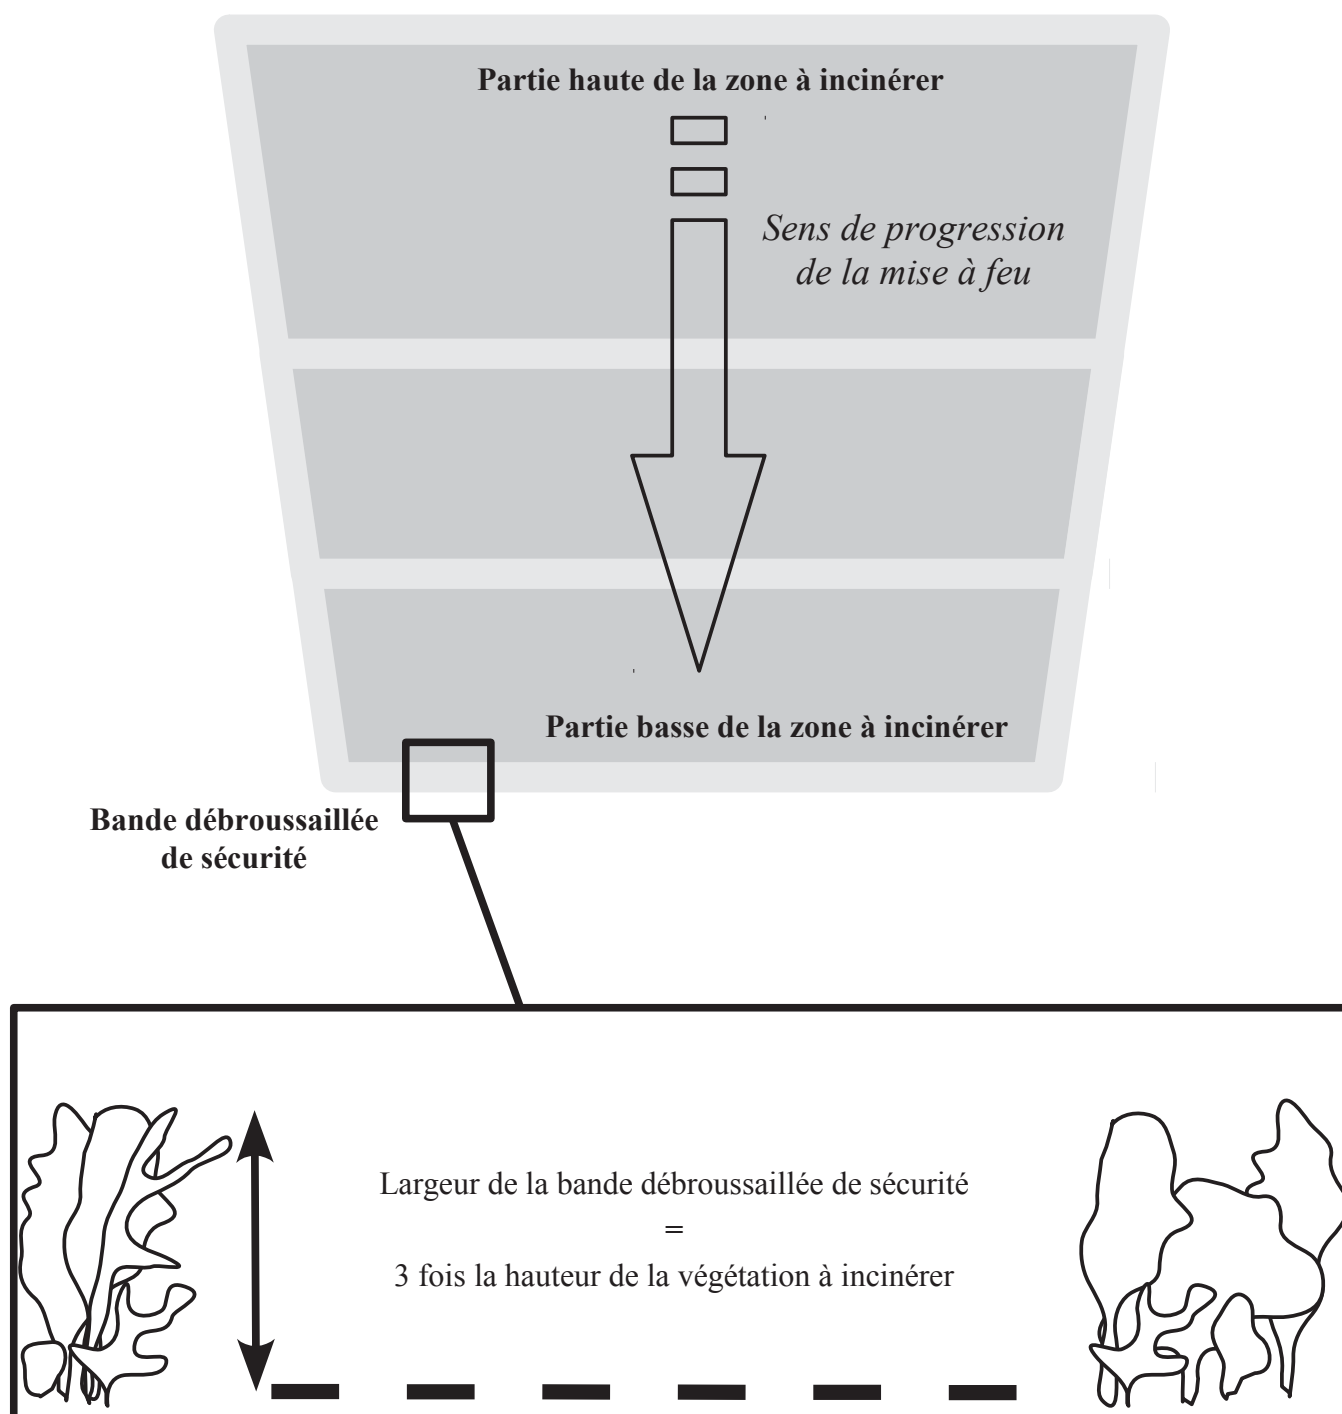 Partie haute de la zone à incinérer
Sens de progression
de la mise à feu
Partie basse de la zone à incinérer
Bande débroussaillée
de sécurité
Largeur de la bande débroussaillée de sécurité
=
3 fois la hauteur de la végétation à incinérer